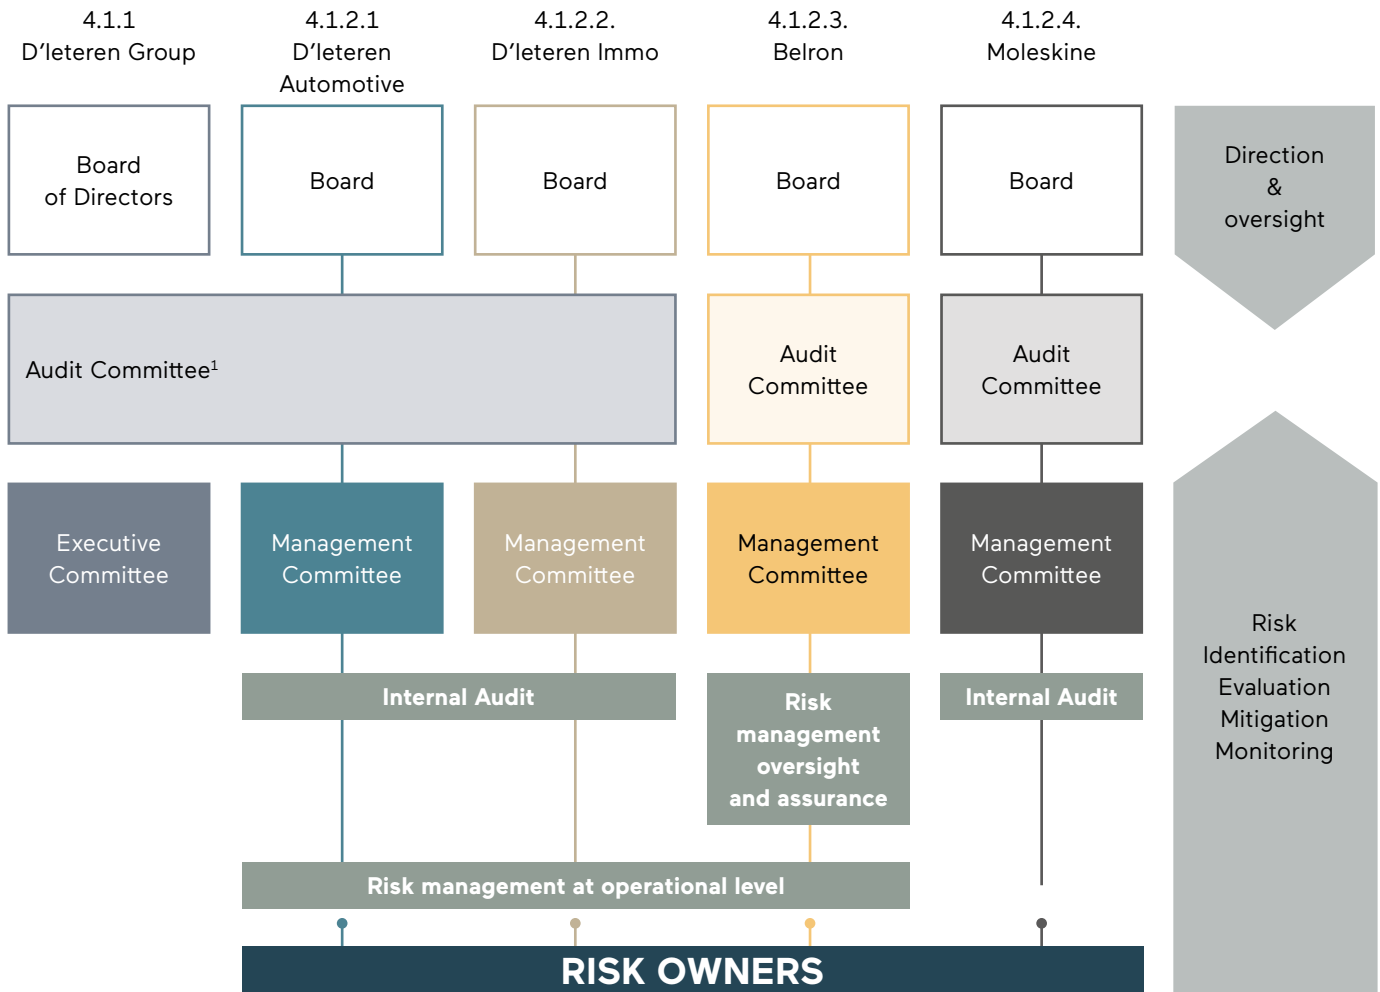 4.1.1
D'Ieteren Group
4.1.2.1
D'Ieteren
Automotive
4.1.2.2.
D'Ieteren Immo
4.1.2.3.
Belron
4.1.2.4.
Moleskine
Board
of Directors
Board
Board
Board
Board
Direction
&
oversight
Audit Committee¹
Audit
Committee
Audit
Committee
Executive
Committee
Management
Committee
Management
Committee
Management
Committee
Management
Committee
Risk
Identification
Evaluation
Mitigation
Monitoring
Internal Audit
Risk
management
oversight
and assurance
Internal Audit
Risk management at operational level
RISK OWNERS